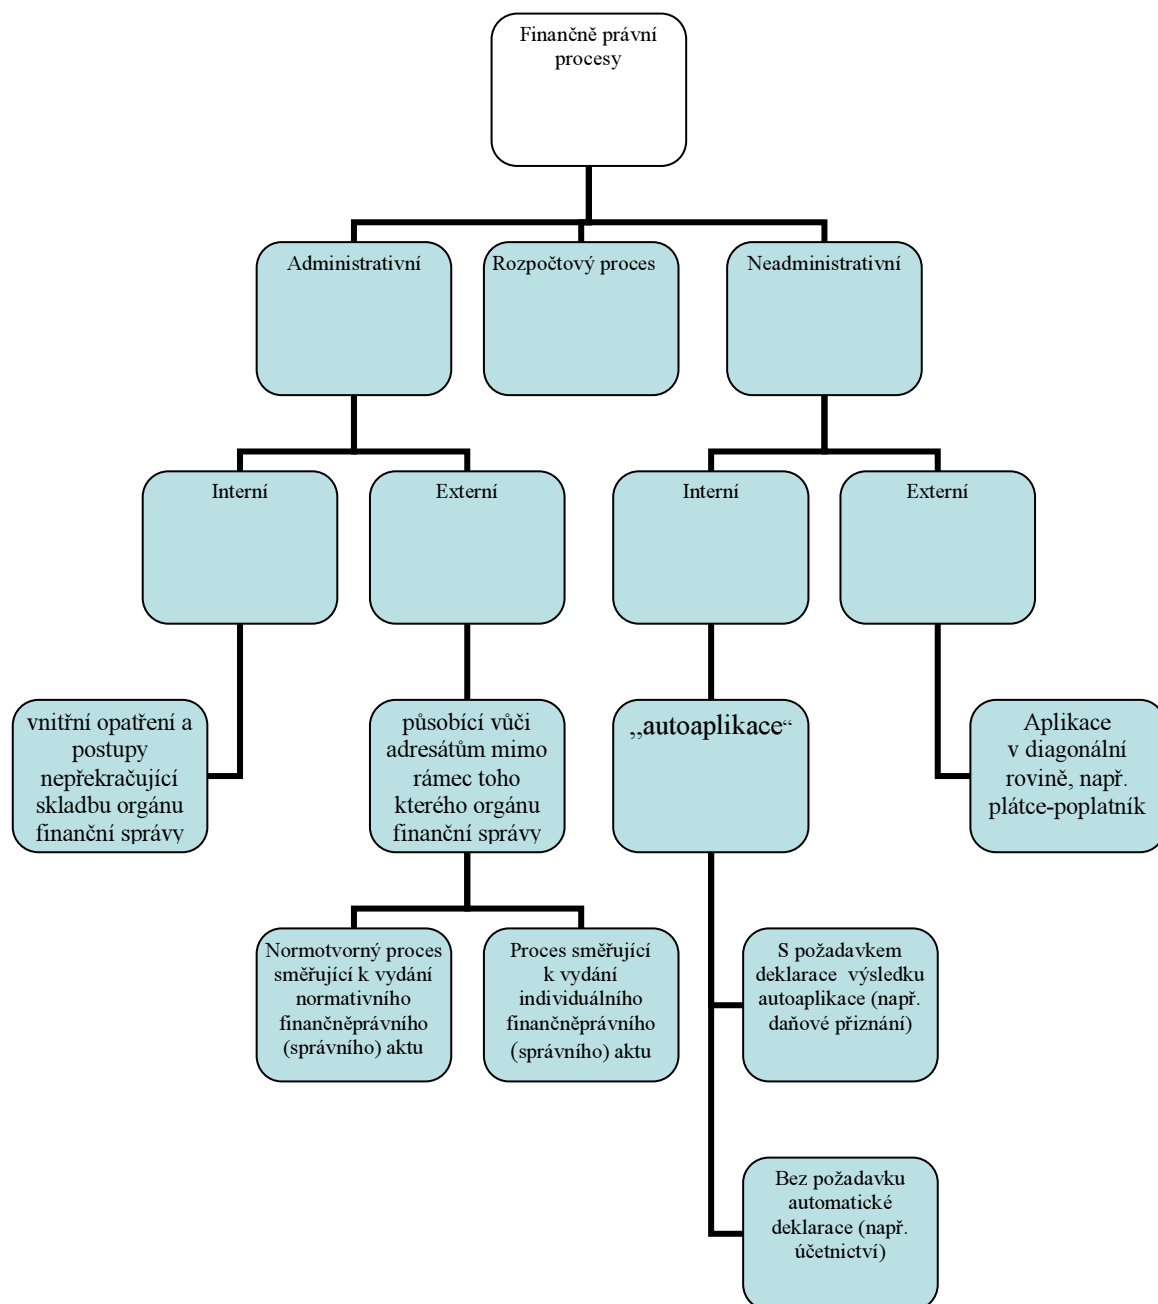 Finančně právní
procesy
Administrativní
Rozpočtový proces
Neadministrativní
Interní
Externí
Interní
Externí
vnitřní opatření a
postupy
nepřekračující
skladbu orgánu
finanční správy
působící vůči
adresátům mimo
rámec toho
kterého orgánu
finanční správy
,,autoaplikace“
Aplikace
v diagonální
rovině, např.
plátce-poplatník
Normotvorný proces
směřující k vydání
normativního
finančněprávního
(správního) aktu
Proces směřující
k vydání
individuálního
finančněprávního
(správního) aktu
S požadavkem
deklarace výsledku
autoaplikace (např.
daňové přiznání)
Bez požadavku
automatické
deklarace (např.
účetnictví)